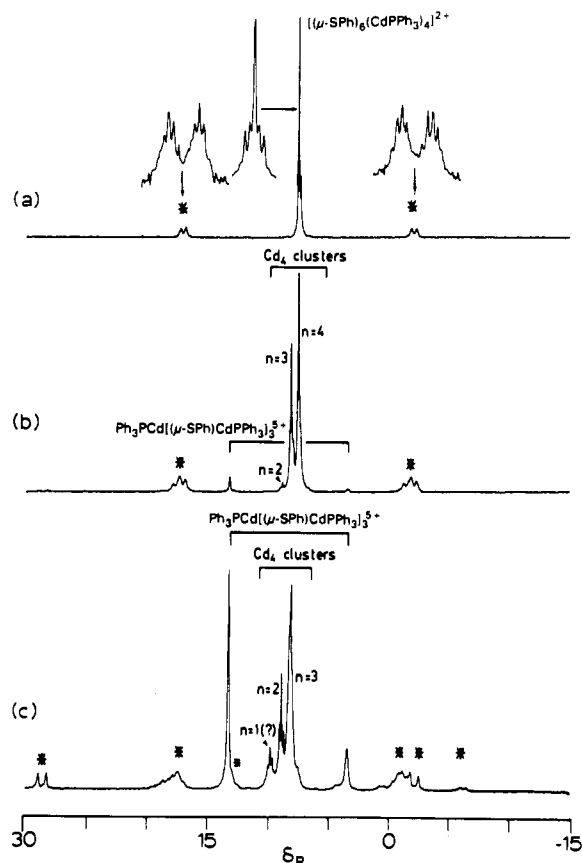 [(μ-SPh)₆(CdPPh₃)₄]²⁺
(a)
*
*
Cd₄ clusters
n=4
n=3
(b)
Ph₃PCd[(μ-SPh)CdPPh₃]₃⁵⁺
*
n=2
*
Ph₃PCd[(μ-SPh)CdPPh₃]₃⁵⁺
Cd₄ clusters
n=2
n=3
(c)
n=1(?)
*
*
*
*
*
*
30
15
0
-15
δP